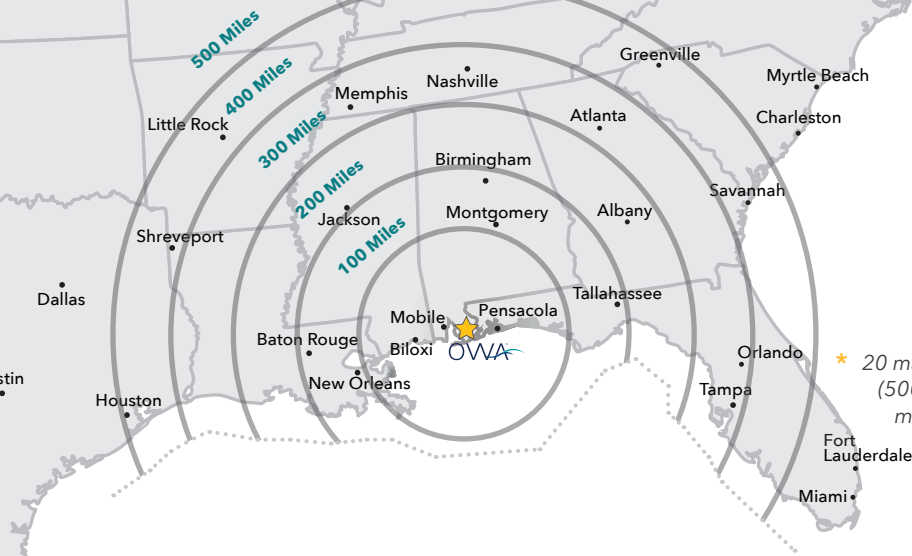 500 Miles
Greenville
400 Miles
Nashville
Myrtle Beach
Memphis
Little Rock
Atlanta
Charleston
300 Miles
Birmingham
200 Miles
Savannah
Jackson
Montgomery
Albany
Shreveport
100 Miles
Dallas
Tallahassee
Mobile
Pensacola
Baton Rouge
Biloxi
OWA
Orlando
* 20 m
(500
m
stin
New Orleans
Tampa
Houston
Fort
Lauderdale
Miami